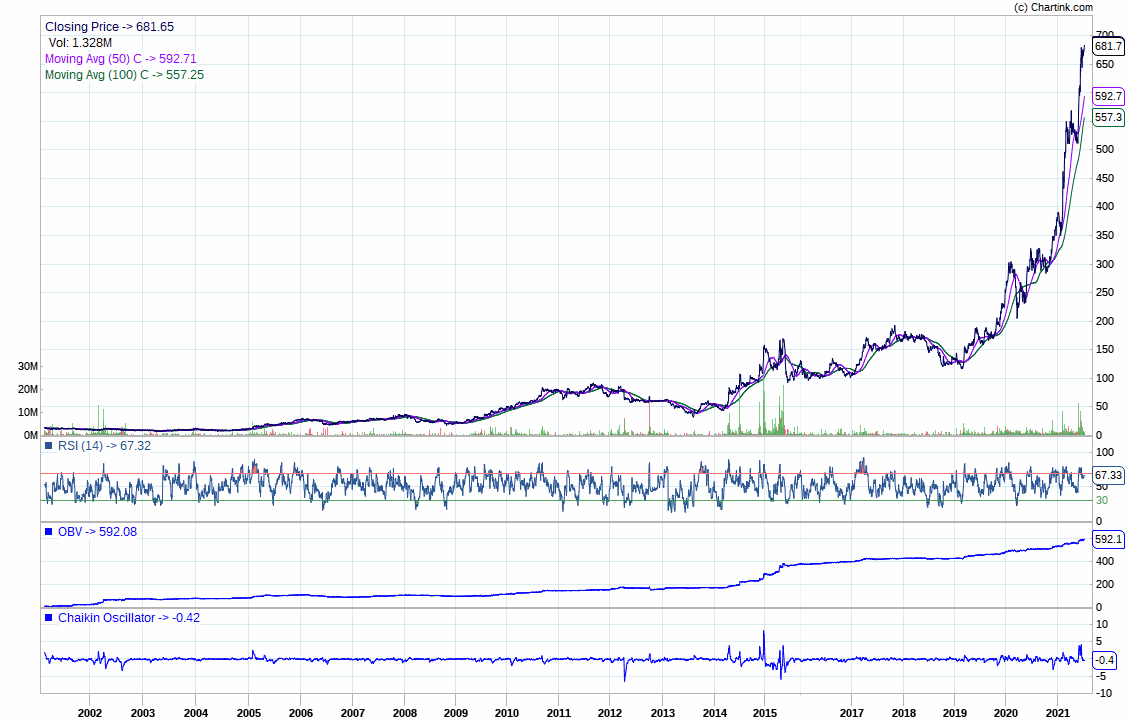 (c) Chartink.com
Closing Price -> 681.65
Vol: 1.328M
Moving Avg (50) C -> 592.71
Moving Avg (100) C -> 557.25
700
681.7
650
592.7
557.3
500
450
400
350
300
250
200
150
100
50
0
30M
20M
10M
0M
RSI (14) -> 67.32
100
67.33
50
30
0
OBV -> 592.08
592.1
400
200
0
Chaikin Oscillator -> -0.42
10
5
-0.4
-5
-10
2002 2003 2004 2005 2006 2007 2008 2009 2010 2011 2012 2013 2014 2015 2017 2018 2019 2020 2021